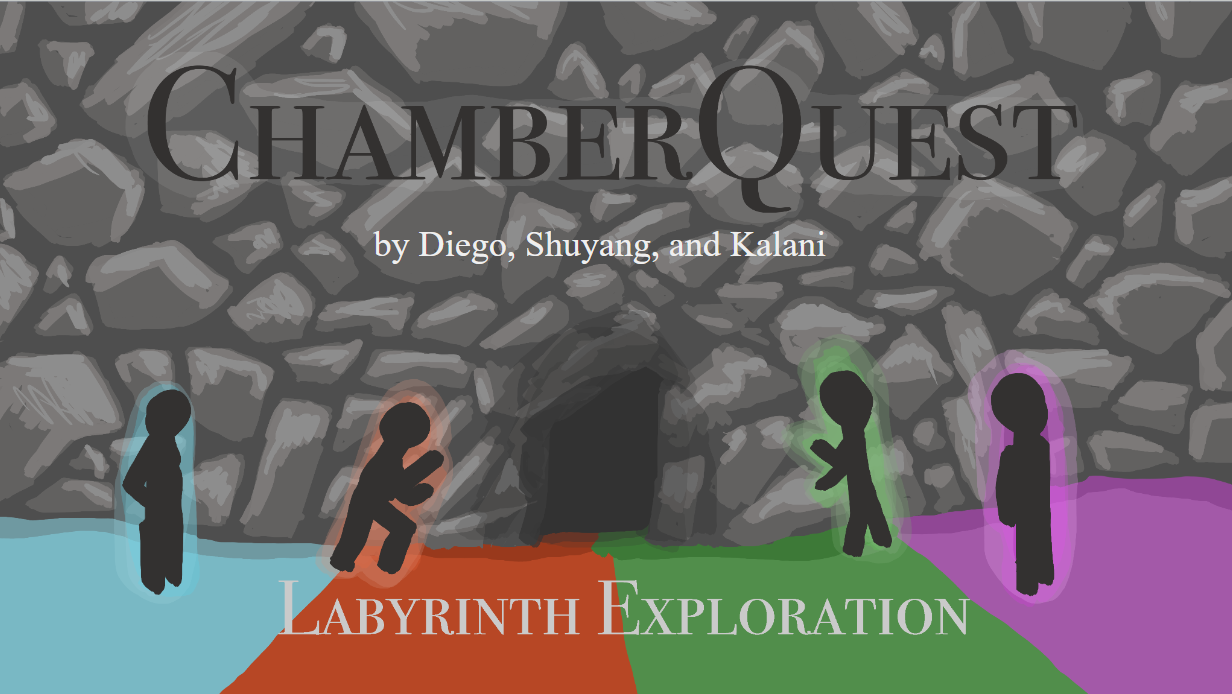 ChamberQuest
by Diego, Shuyang, and Kalani
Labyrinth Exploration